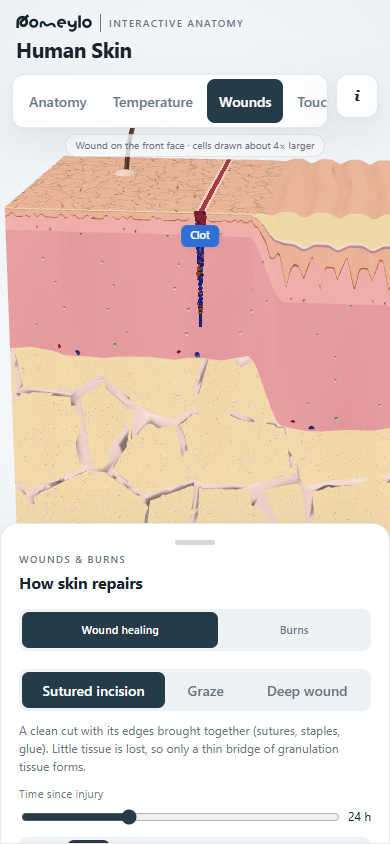 Domeylo
INTERACTIVE ANATOMY
Human Skin
Anatomy
Temperature
Wounds
Touc
i
Wound on the front face · cells drawn about 4× larger
Clot
WOUNDS & BURNS
How skin repairs
Wound healing
Burns
Sutured incision
Graze
Deep wound
A clean cut with its edges brought together (sutures, staples,
glue). Little tissue is lost, so only a thin bridge of granulation
tissue forms.
Time since injury
24 h